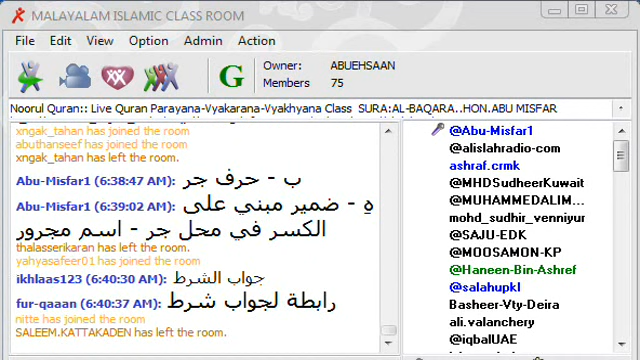 MALAYALAM ISLAMIC CLASS ROOM
File Edit View Option Admin Action
G
Owner: ABUEHSAAN
Members 75
Noorul Quran:: Live Quran Parayana-Vyakarana-Vyakhyana Class SURA:AL-BAQARA..HON.ABU MISFAR
xngak_tahan has joined the room
abuthanseef has joined the room
xngak_tahan has left the room.
Abu-Misfar1 (6:38:47 AM): ب - حرف جر
Abu-Misfar1 (6:39:02 AM): هِ - ضمير مبني على
الكسر في محل جر - اسم مجرور
thalasserikaran has left the room.
yahyasafeer01 has joined the room
ikhlaas123 (6:40:30 AM): جواب الشرط
fur-qaaan (6:40:37 AM): رابطة لجواب شرط
nitte has joined the room
SALEEM.KATTAKADEN has left the room.
@Abu-Misfar1
@alislahradio-com
ashraf.crmk
@MHDSudheerKuwait
@MUHAMMEDALIM...
mohd_sudhir_venniyur
@SAJU-EDK
@MOOSAMON-KP
@Haneen-Bin-Ashref
@salahupkl
Basheer-Vty-Deira
ali.valanchery
@iqbalUAE